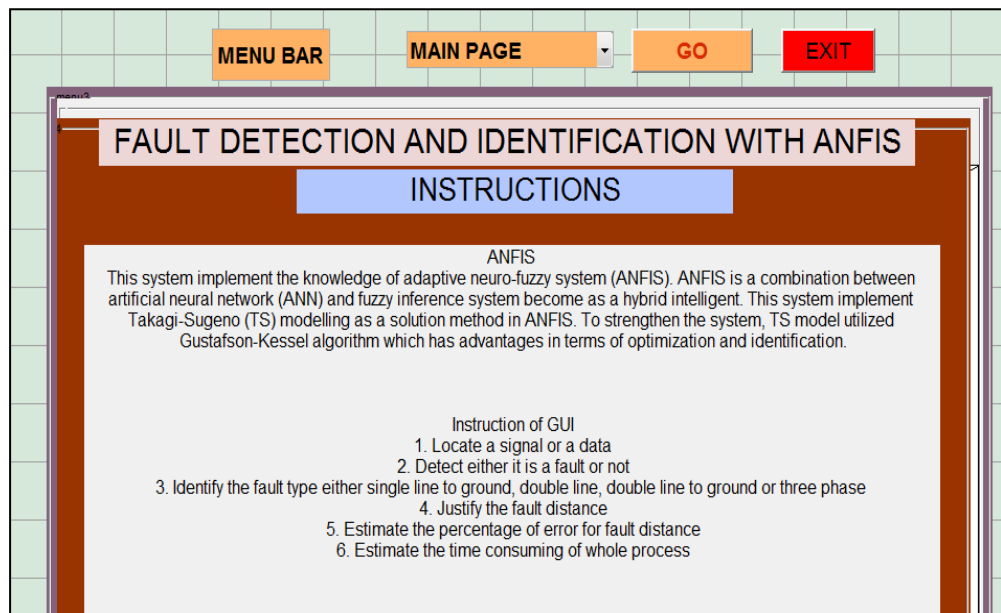 MENU BAR
MAIN PAGE
GO
EXIT
menu3
4
FAULT DETECTION AND IDENTIFICATION WITH ANFIS
INSTRUCTIONS
ANFIS
This system implement the knowledge of adaptive neuro-fuzzy system (ANFIS). ANFIS is a combination between
artificial neural network (ANN) and fuzzy inference system become as a hybrid intelligent. This system implement
Takagi-Sugeno (TS) modelling as a solution method in ANFIS. To strengthen the system, TS model utilized
Gustafson-Kessel algorithm which has advantages in terms of optimization and identification.
Instruction of GUI
1. Locate a signal or a data
2. Detect either it is a fault or not
3. Identify the fault type either single line to ground, double line, double line to ground or three phase
4. Justify the fault distance
5. Estimate the percentage of error for fault distance
6. Estimate the time consuming of whole process